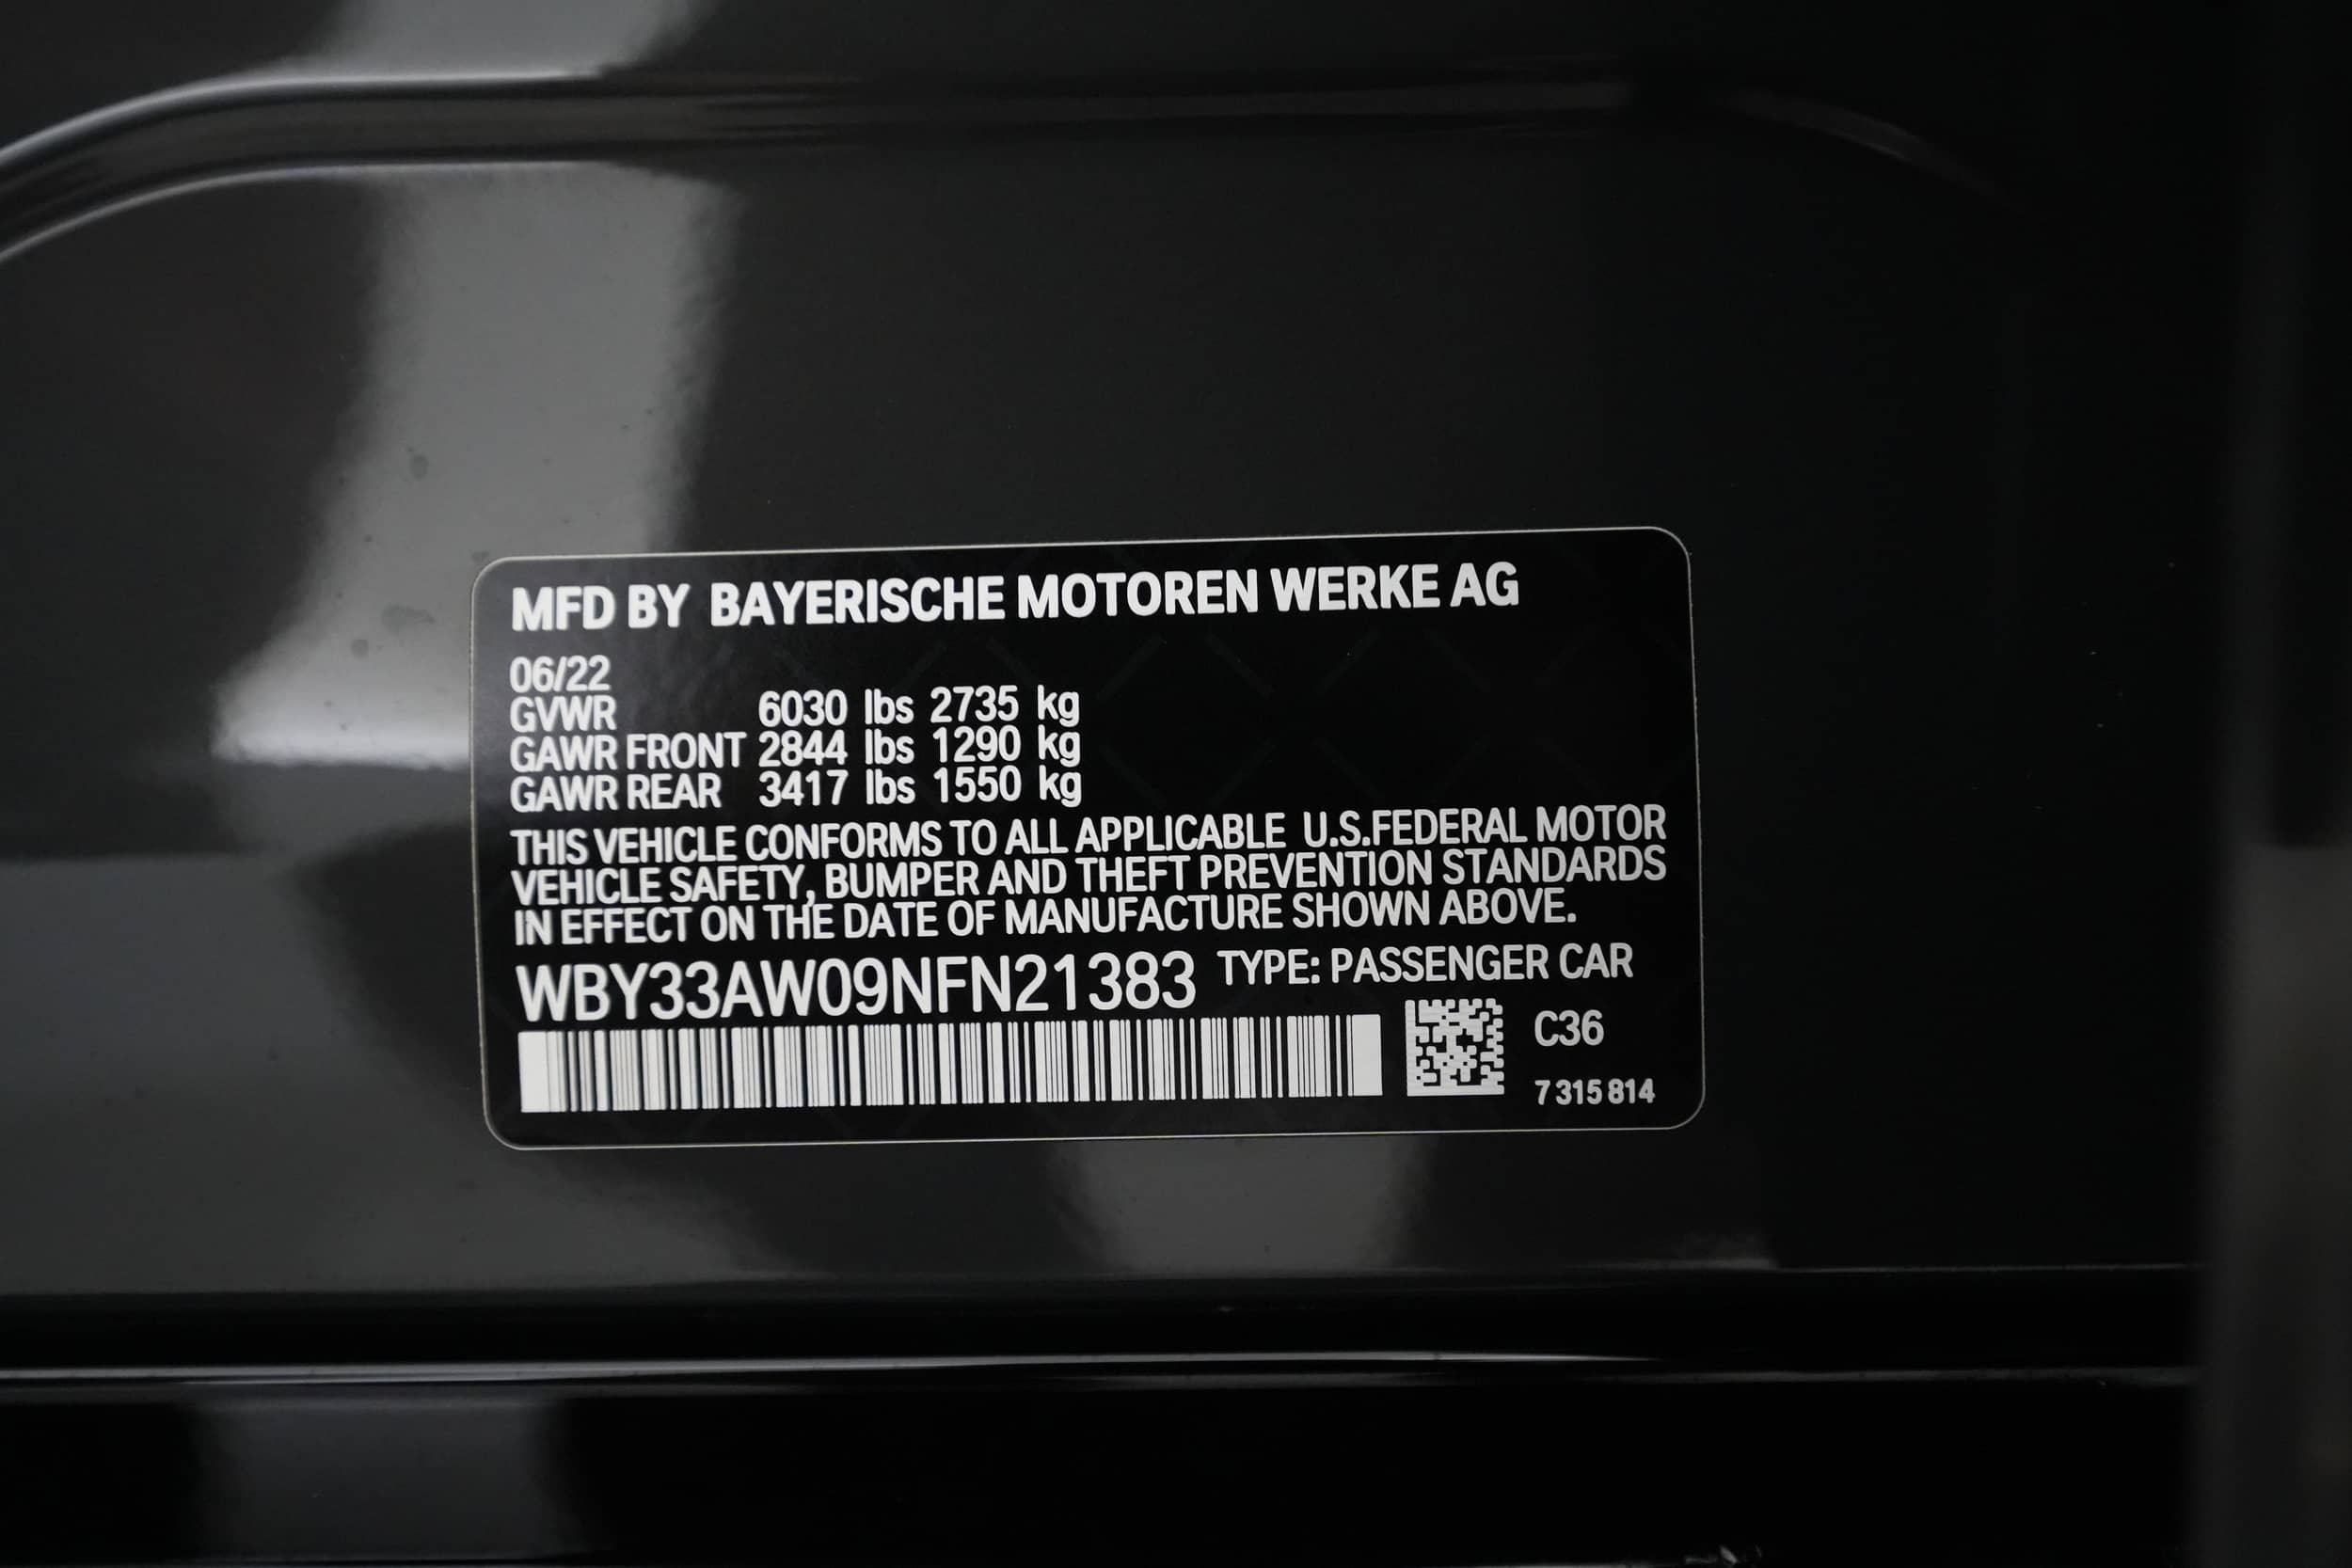 MFD BY BAYERISCHE MOTOREN WERKE AG
06/22
GVWR 6030 lbs 2735 kg
GAWR FRONT 2844 lbs 1290 kg
GAWR REAR 3417 lbs 1550 kg
THIS VEHICLE CONFORMS TO ALL APPLICABLE U.S.FEDERAL MOTOR
VEHICLE SAFETY, BUMPER AND THEFT PREVENTION STANDARDS
IN EFFECT ON THE DATE OF MANUFACTURE SHOWN ABOVE.
WBY33AW09NFN21383 TYPE: PASSENGER CAR
C36
7 315 814